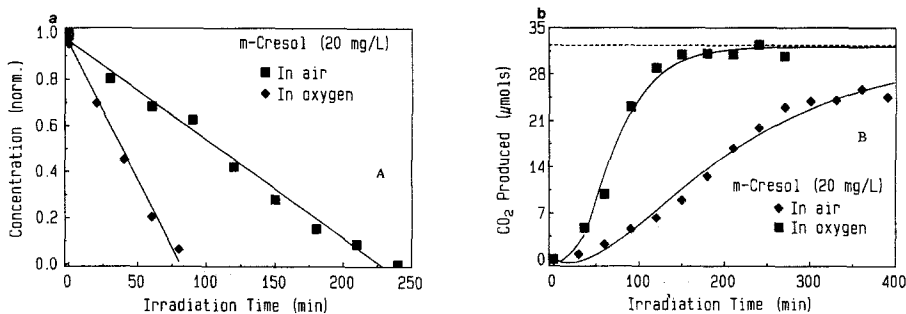 a
m-Cresol (20 mg/L)
■ In air
◆ In oxygen
A
Concentration (norm.)
1.0
0.8
0.6
0.4
0.2
0.0
0
50
100
150
200
250
Irradiation Time (min)
b
B
m-Cresol (20 mg/L)
◆ In air
■ In oxygen
CO₂ Produced (μmols)
35
28
21
14
7
0
0
100
200
300
400
Irradiation Time (min)